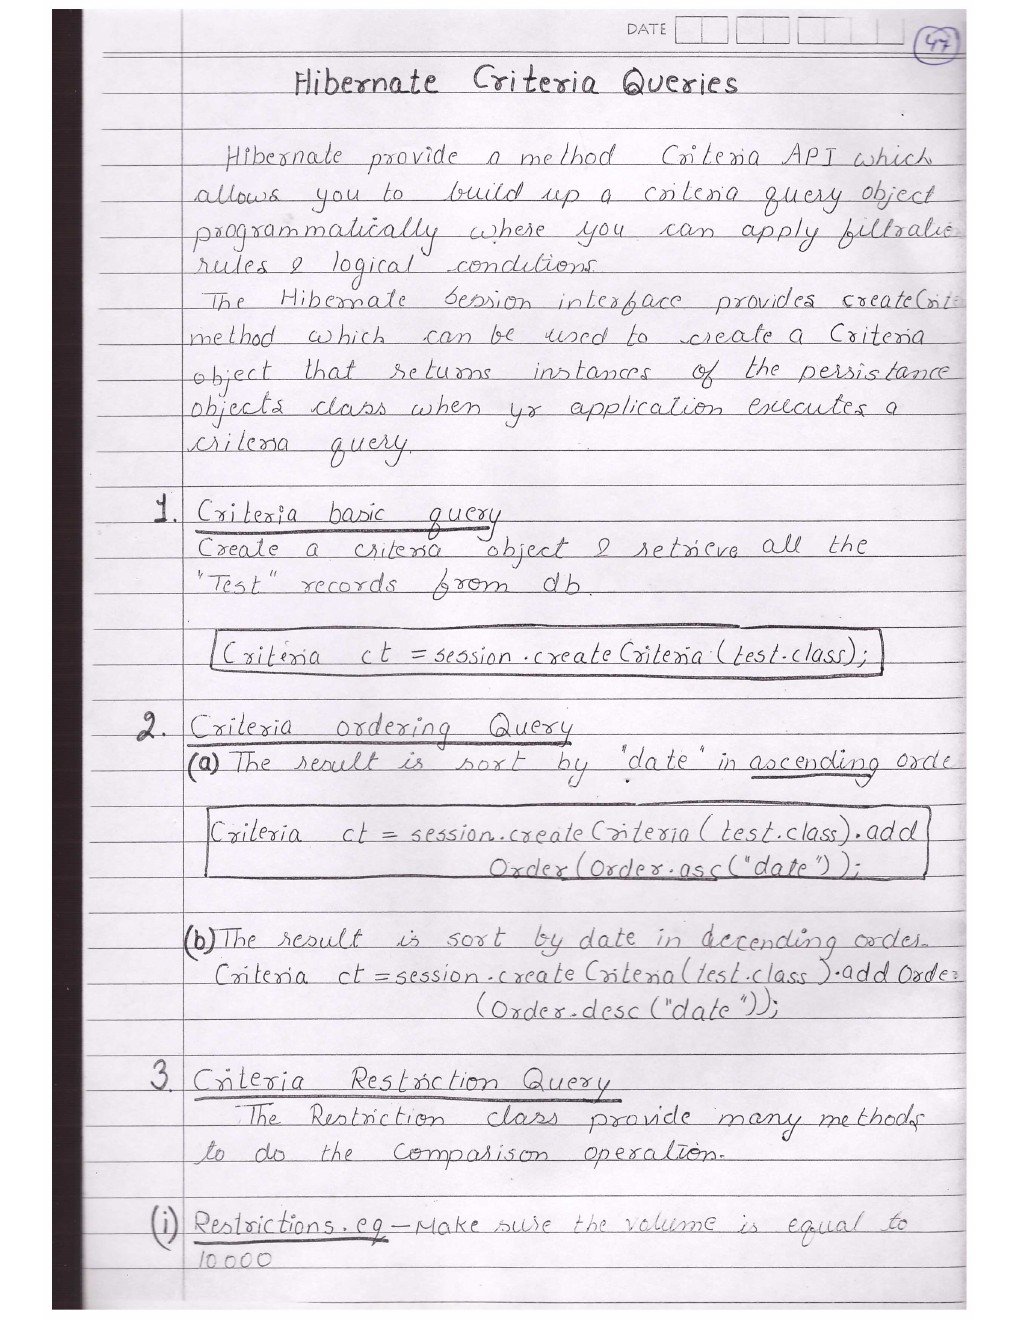 DATE
47
Hibernate Criteria Queries
Hibernate provide a method Criteria API which
allows you to build up a criteria query object
programmatically where you can apply filtratio
rules & logical conditions
The Hibernate Session interface provides createCrite
method which can be used to create a Criteria
object that returns instances of the persistance
objects class when yr application executes a
criteria query.
1. Criteria basic query
Create a criteria object & retrieve all the
"Test" records from db.
Criteria ct = session.createCriteria(test.class);
2. Criteria ordering Query
(a) The result is sort by 'date' in ascending orde
Criteria ct = session.createCriteria(test.class).add
Order(Order.asc("date"));
(b) The result is sort by date in decending order.
Criteria ct = session.createCriteria(test.class).addOrder
(Order.desc("date"));
3. Criteria Restriction Query
The Restriction class provide many methods
to do the Comparison operation.
(i) Restrictions.eq – Make sure the volume is equal to
10000